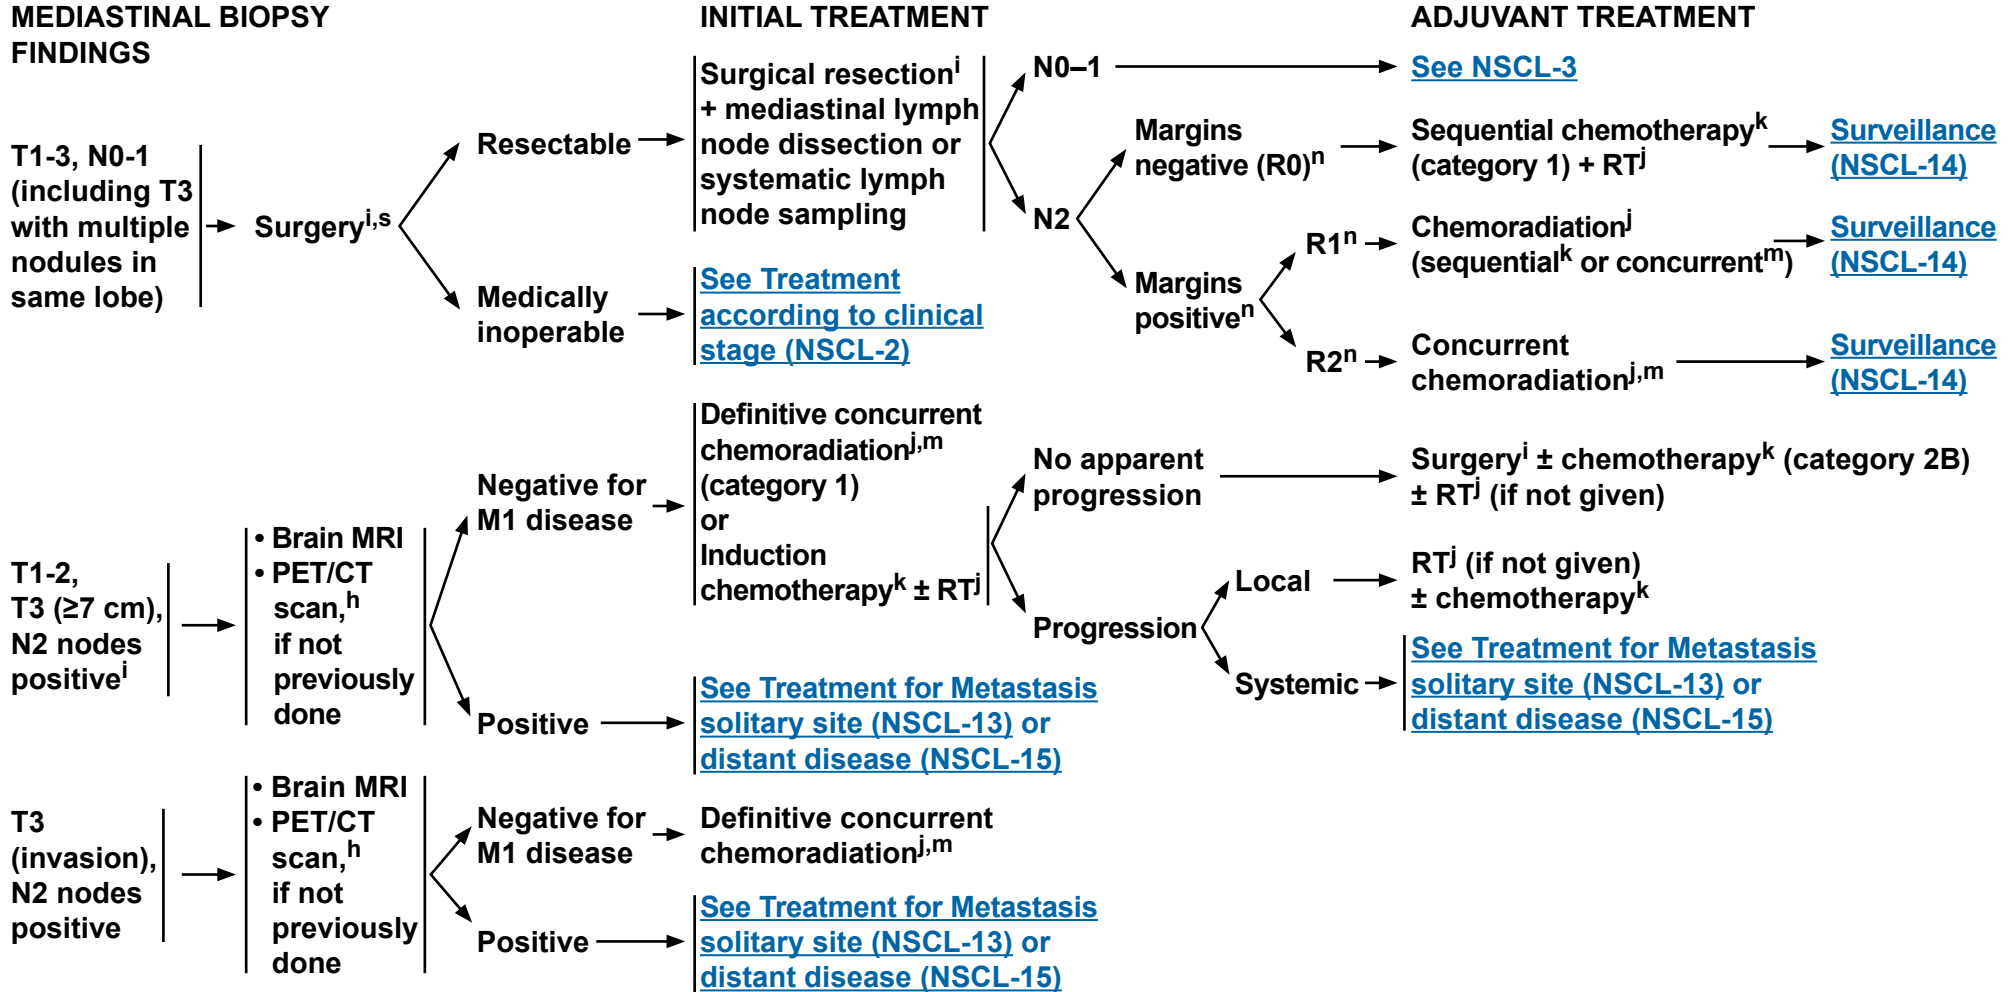 MEDIASTINAL BIOPSY
FINDINGS
INITIAL TREATMENT
ADJUVANT TREATMENT
T1-3, N0-1
(including T3
with multiple
nodules in
same lobe)
Surgeryi,s
Resectable
Surgical resectioni
+ mediastinal lymph
node dissection or
systematic lymph
node sampling
N0–1
See NSCL-3
N2
Margins
negative (R0)n
Sequential chemotherapyk
(category 1) + RTj
Surveillance
(NSCL-14)
Margins
positiven
R1n
Chemoradiationj
(sequentialk or concurrentm)
Surveillance
(NSCL-14)
R2n
Concurrent
chemoradiationj,m
Surveillance
(NSCL-14)
Medically
inoperable
See Treatment
according to clinical
stage (NSCL-2)
T1-2,
T3 (≥7 cm),
N2 nodes
positivei
• Brain MRI
• PET/CT
scan,h
if not
previously
done
Negative for
M1 disease
Definitive concurrent
chemoradiationj,m
(category 1)
or
Induction
chemotherapyk ± RTj
No apparent
progression
Surgeryi ± chemotherapyk (category 2B)
± RTj (if not given)
Progression
Local
RTj (if not given)
± chemotherapyk
Systemic
See Treatment for Metastasis
solitary site (NSCL-13) or
distant disease (NSCL-15)
Positive
See Treatment for Metastasis
solitary site (NSCL-13) or
distant disease (NSCL-15)
T3
(invasion),
N2 nodes
positive
• Brain MRI
• PET/CT
scan,h
if not
previously
done
Negative for
M1 disease
Definitive concurrent
chemoradiationj,m
Positive
See Treatment for Metastasis
solitary site (NSCL-13) or
distant disease (NSCL-15)